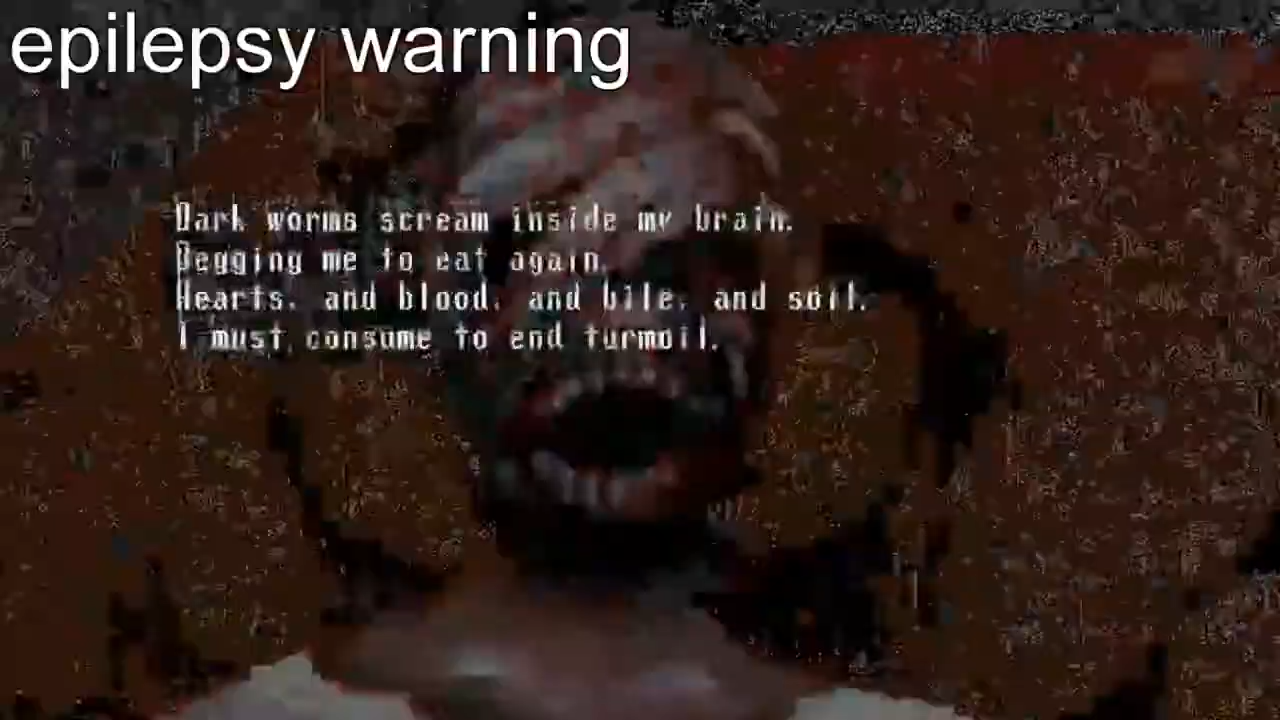 epilepsy warning
Dark worms scream inside my brain.
Begging me to eat again.
Hearts, and blood, and bile, and soil.
I must consume to end turmoil.